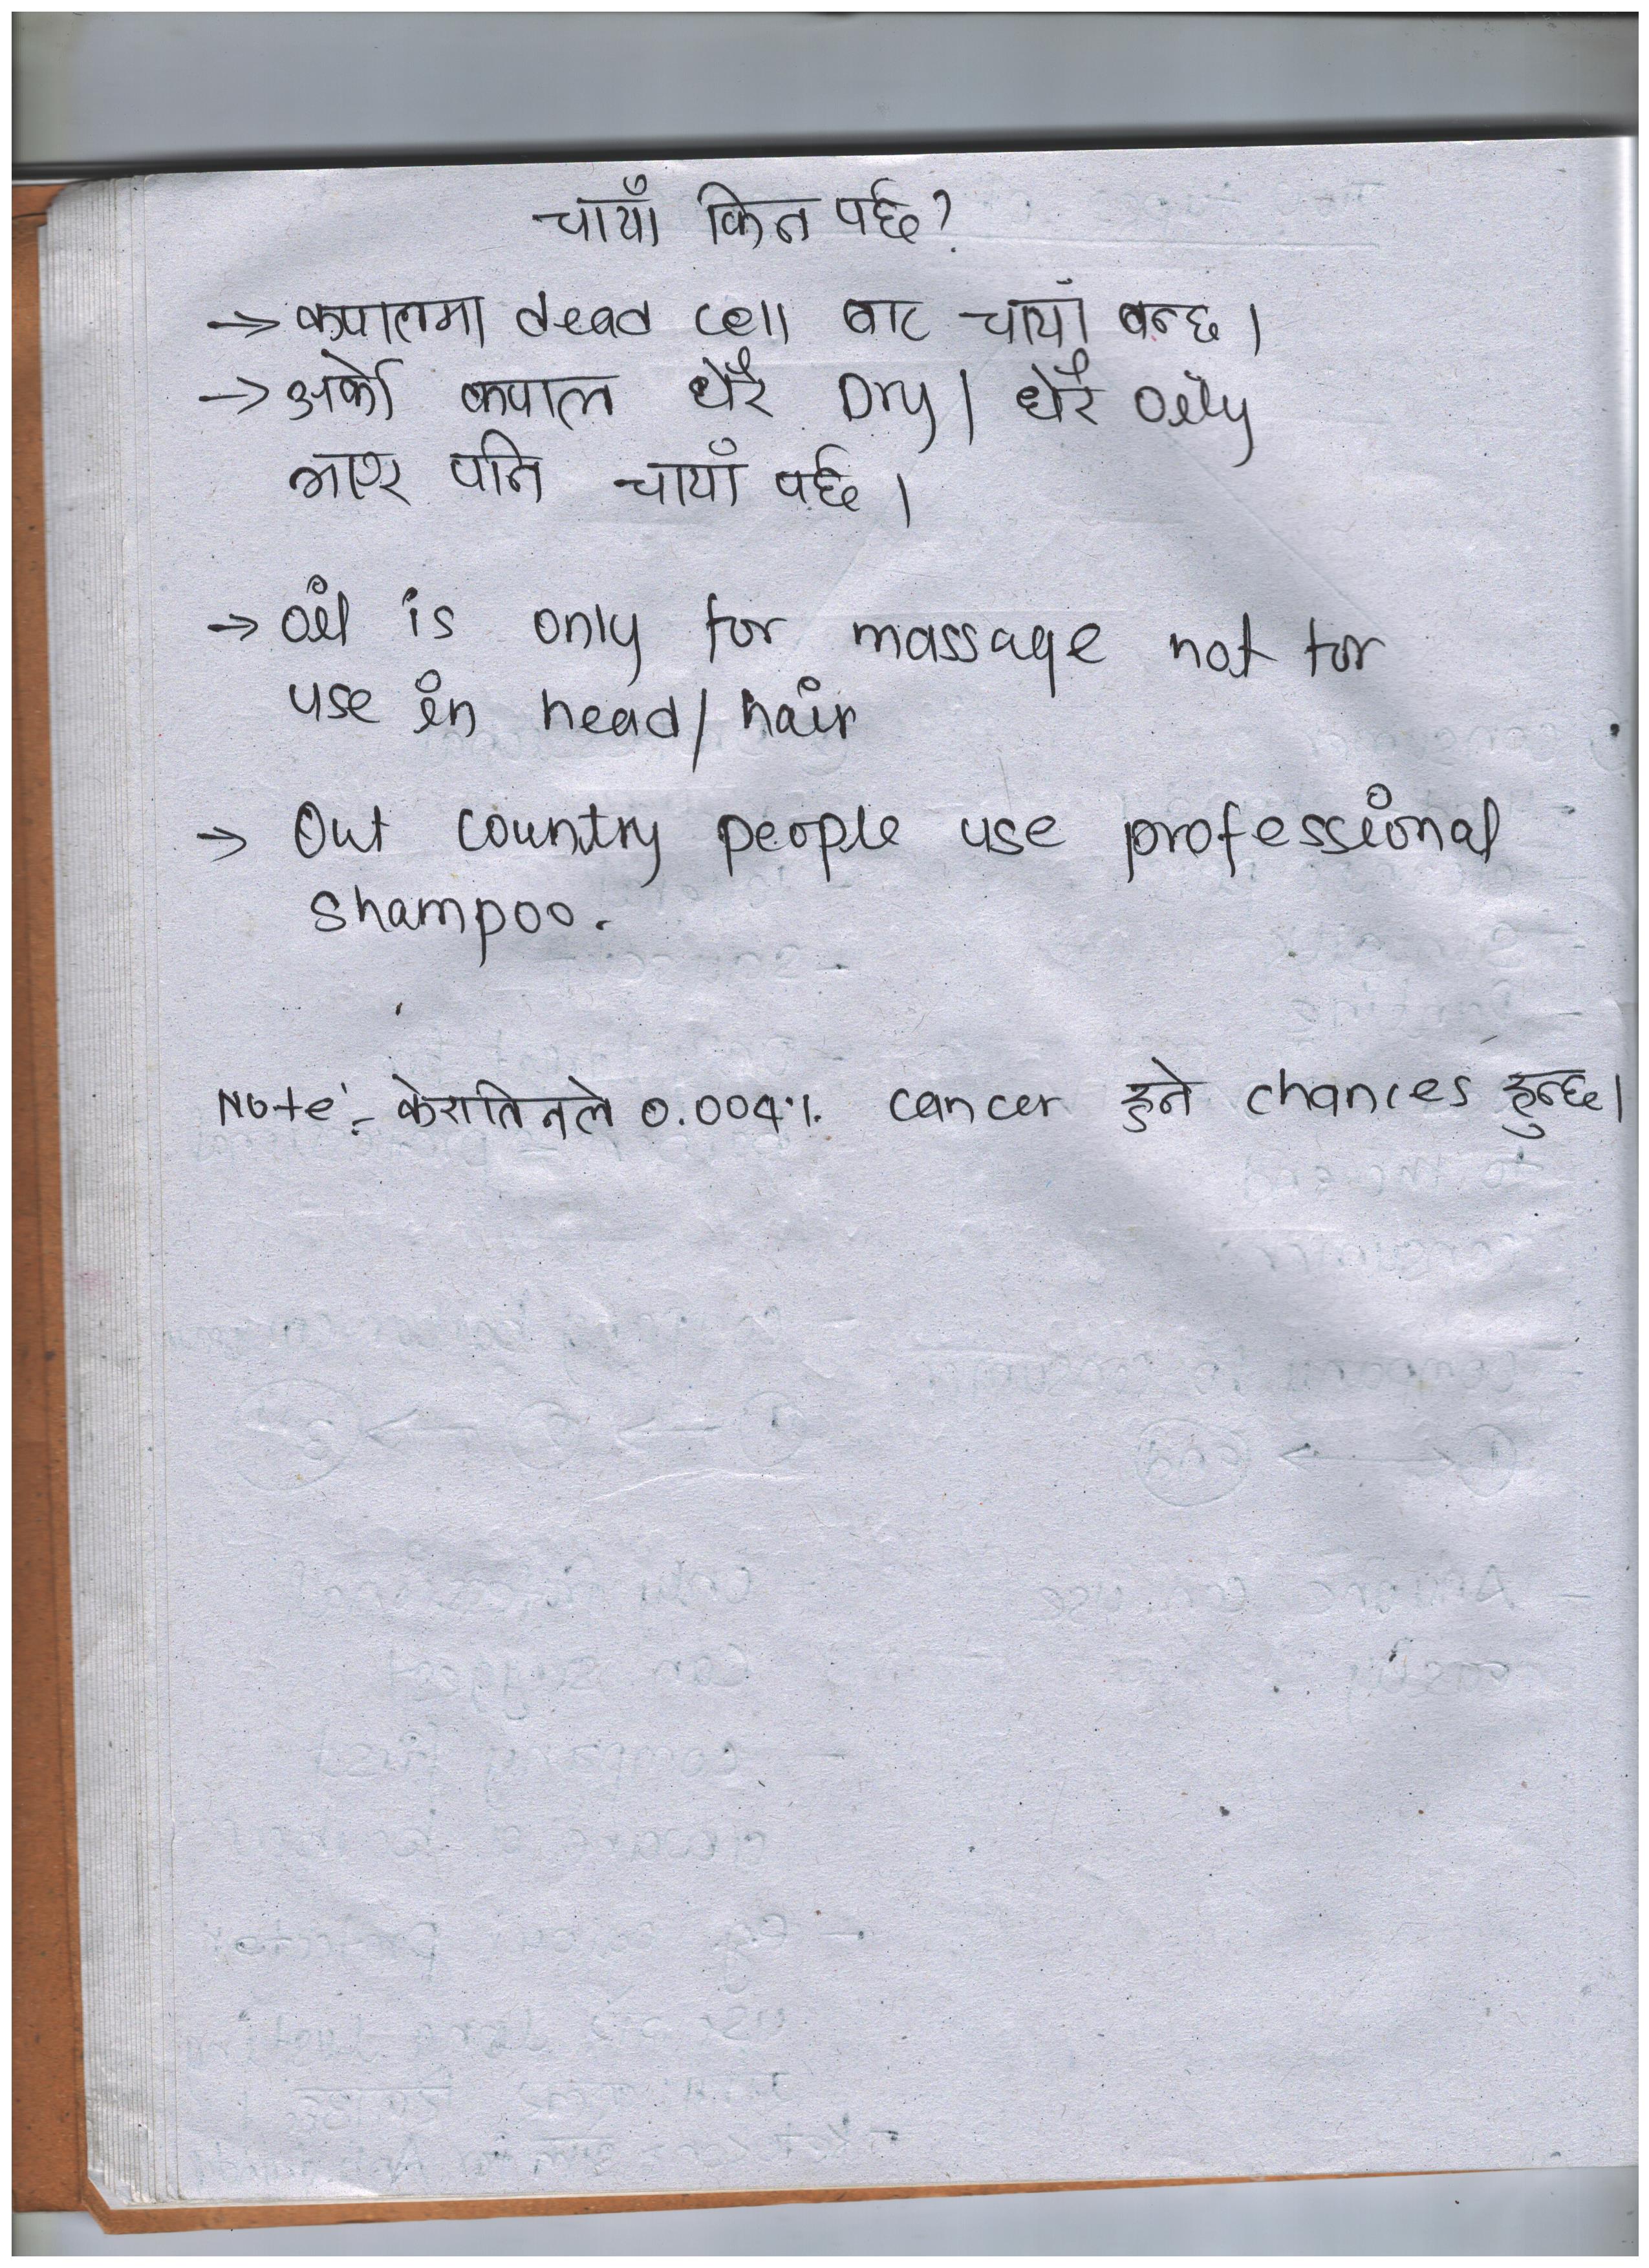 चायाँ किन पर्छ?
→ कपालमा dead cell बाट चायाँ बन्छ।
→ अर्को कपाल धेरै Dry / धेरै Oily
भाएर पनि चायाँ पर्छ।
→ Oil is only for massage not for
use in head/hair
→ Out country people use professional
shampoo.
Note:- केरातिनले 0.004% cancer हुने chances हुन्छ।